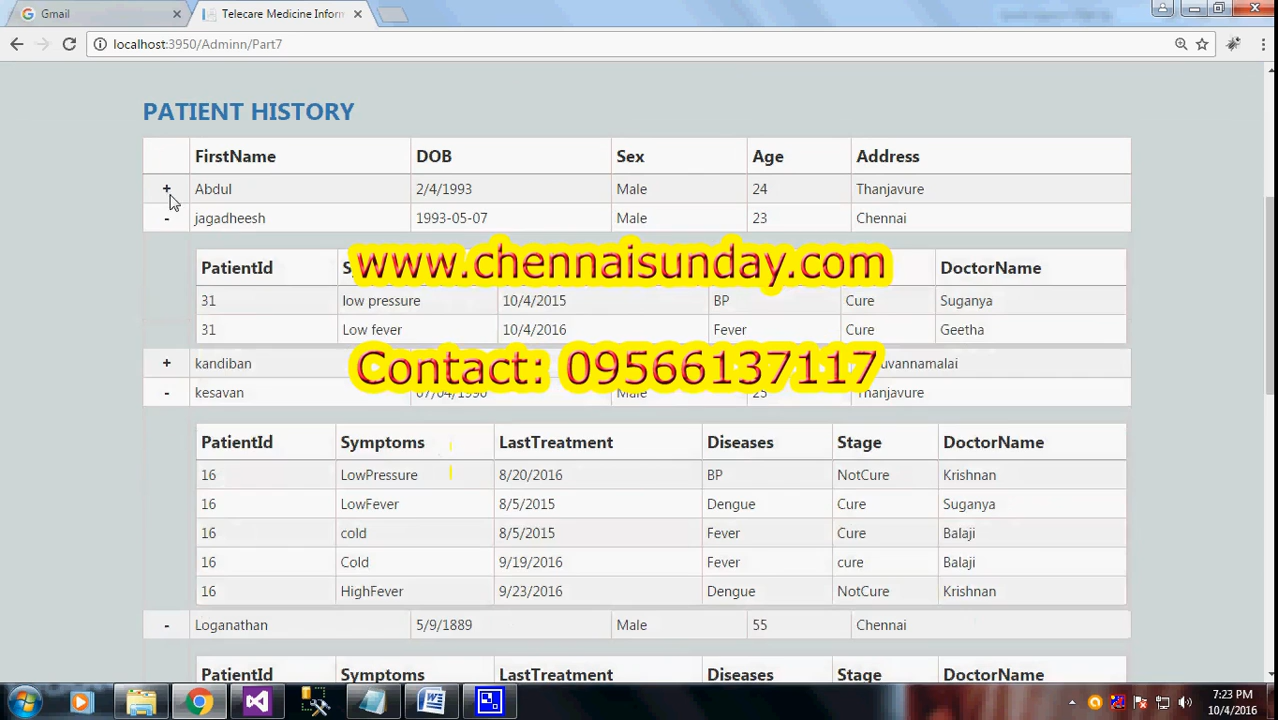 Gmail
Telecare Medicine Inform
localhost:3950/Adminn/Part7
PATIENT HISTORY
FirstName DOB Sex Age Address
+ Abdul 2/4/1993 Male 24 Thanjavure
- jagadheesh 1993-05-07 Male 23 Chennai
www.chennaisunday.com
PatientId DoctorName
31 low pressure 10/4/2015 BP Cure Suganya
31 Low fever 10/4/2016 Fever Cure Geetha
+ kandiban
Contact: 09566137117
- kesavan Male 25 Thanjavure
PatientId Symptoms LastTreatment Diseases Stage DoctorName
16 LowPressure 8/20/2016 BP NotCure Krishnan
16 LowFever 8/5/2015 Dengue Cure Suganya
16 cold 8/5/2015 Fever Cure Balaji
16 Cold 9/19/2016 Fever cure Balaji
16 HighFever 9/23/2016 Dengue NotCure Krishnan
- Loganathan 5/9/1889 Male 55 Chennai
PatientId Symptoms LastTreatment Diseases Stage DoctorName
7:23 PM
10/4/2016